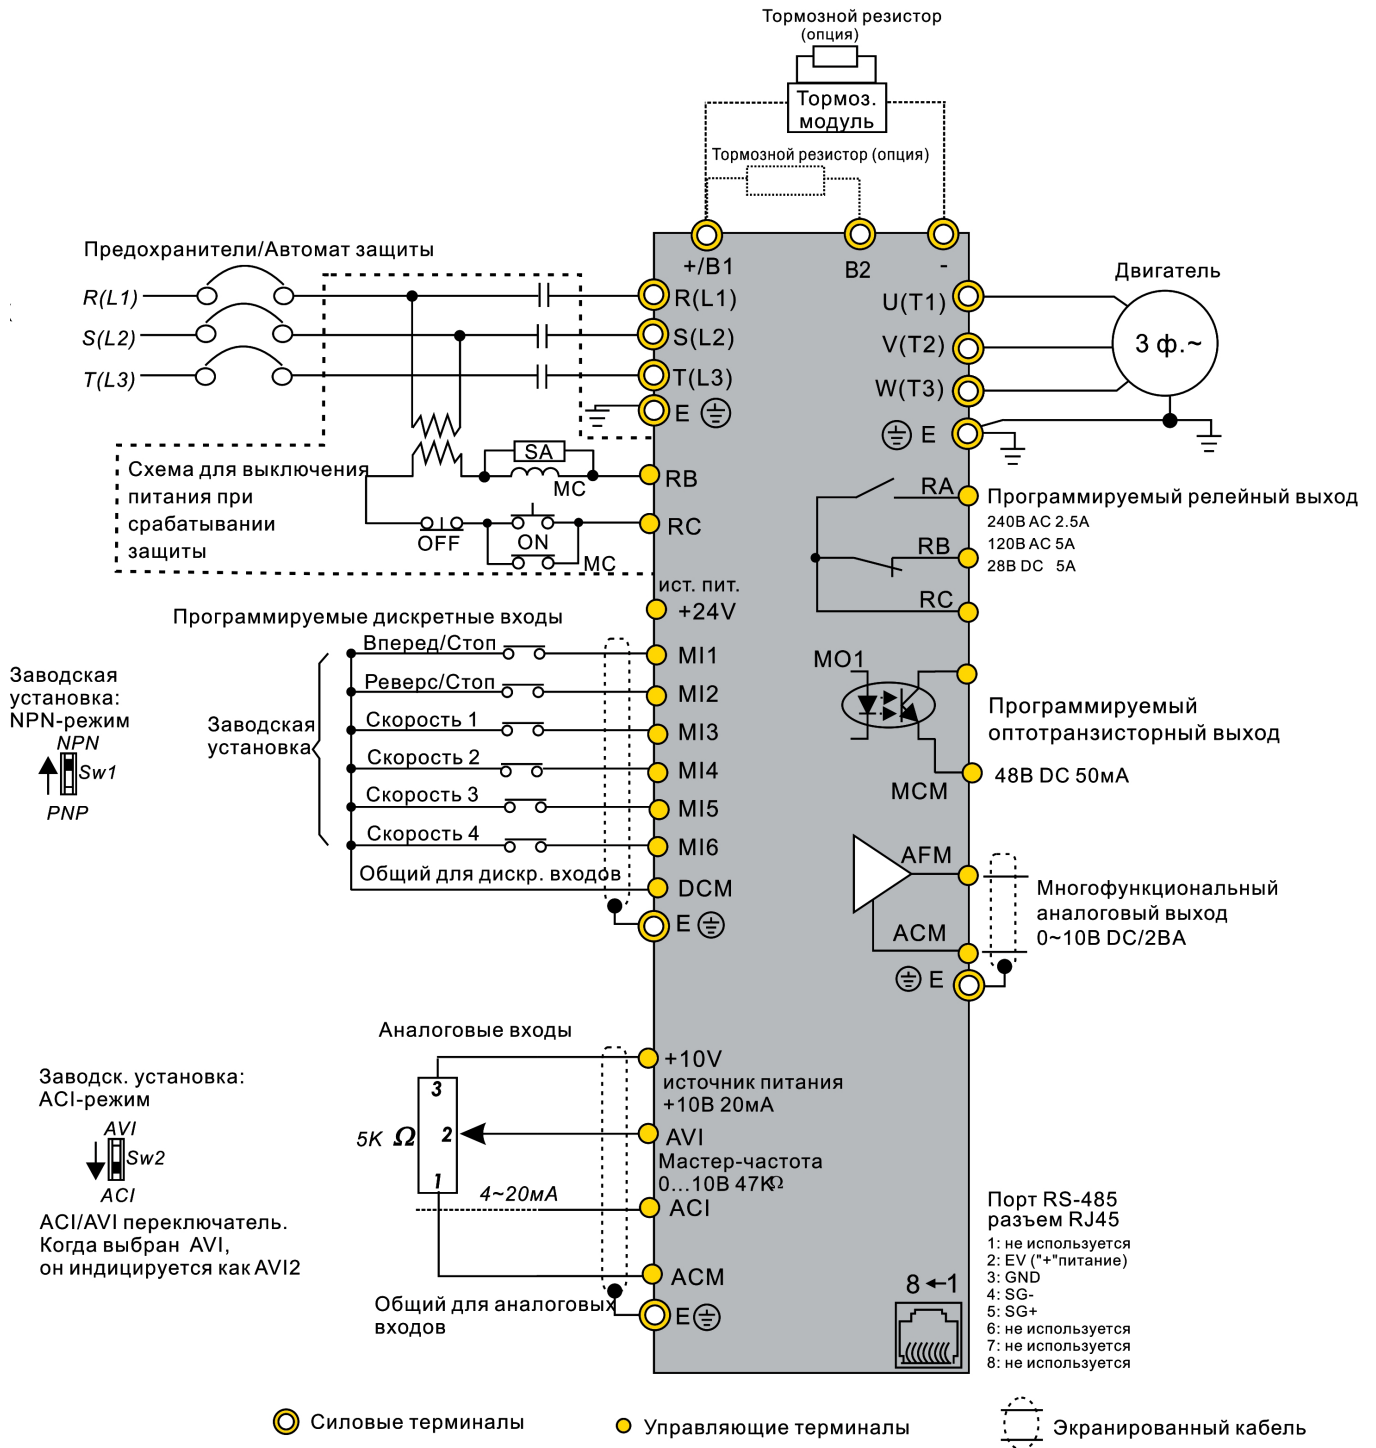 Тормозной резистор
(опция)
Тормоз.
модуль
Тормозной резистор (опция)
+/B1
B2
-
Предохранители/Автомат защиты
R(L1)
S(L2)
T(L3)
R(L1)
S(L2)
T(L3)
E
Двигатель
U(T1)
V(T2)
W(T3)
3 ф.~
E
Схема для выключения
питания при
срабатывании
защиты
SA
MC
RB
OFF
ON
MC
RC
RA
RB
RC
Программируемый релейный выход
240В AC 2.5A
120В AC 5A
28В DC 5A
ист. пит.
+24V
Программируемые дискретные входы
Вперед/Стоп
MI1
Реверс/Стоп
MI2
Скорость 1
MI3
Скорость 2
MI4
Скорость 3
MI5
Скорость 4
MI6
Общий для дискр. входов
DCM
E
Заводская
установка
Заводская
установка:
NPN-режим
NPN
Sw1
PNP
MO1
MCM
Программируемый
оптотранзисторный выход
48В DC 50мА
AFM
ACM
E
Многофункциональный
аналоговый выход
0~10В DC/2ВА
Аналоговые входы
+10V
источник питания
+10В 20мА
3
2
1
5K Ω
AVI
Мастер-частота
0...10В 47KΩ
4~20мА
ACI
ACM
Общий для аналоговых
входов
E
Заводск. установка:
ACI-режим
AVI
Sw2
ACI
ACI/AVI переключатель.
Когда выбран AVI,
он индицируется как AVI2
8←1
Порт RS-485
разъем RJ45
1: не используется
2: EV ("+"питание)
3: GND
4: SG-
5: SG+
6: не используется
7: не используется
8: не используется
Силовые терминалы
Управляющие терминалы
Экранированный кабель